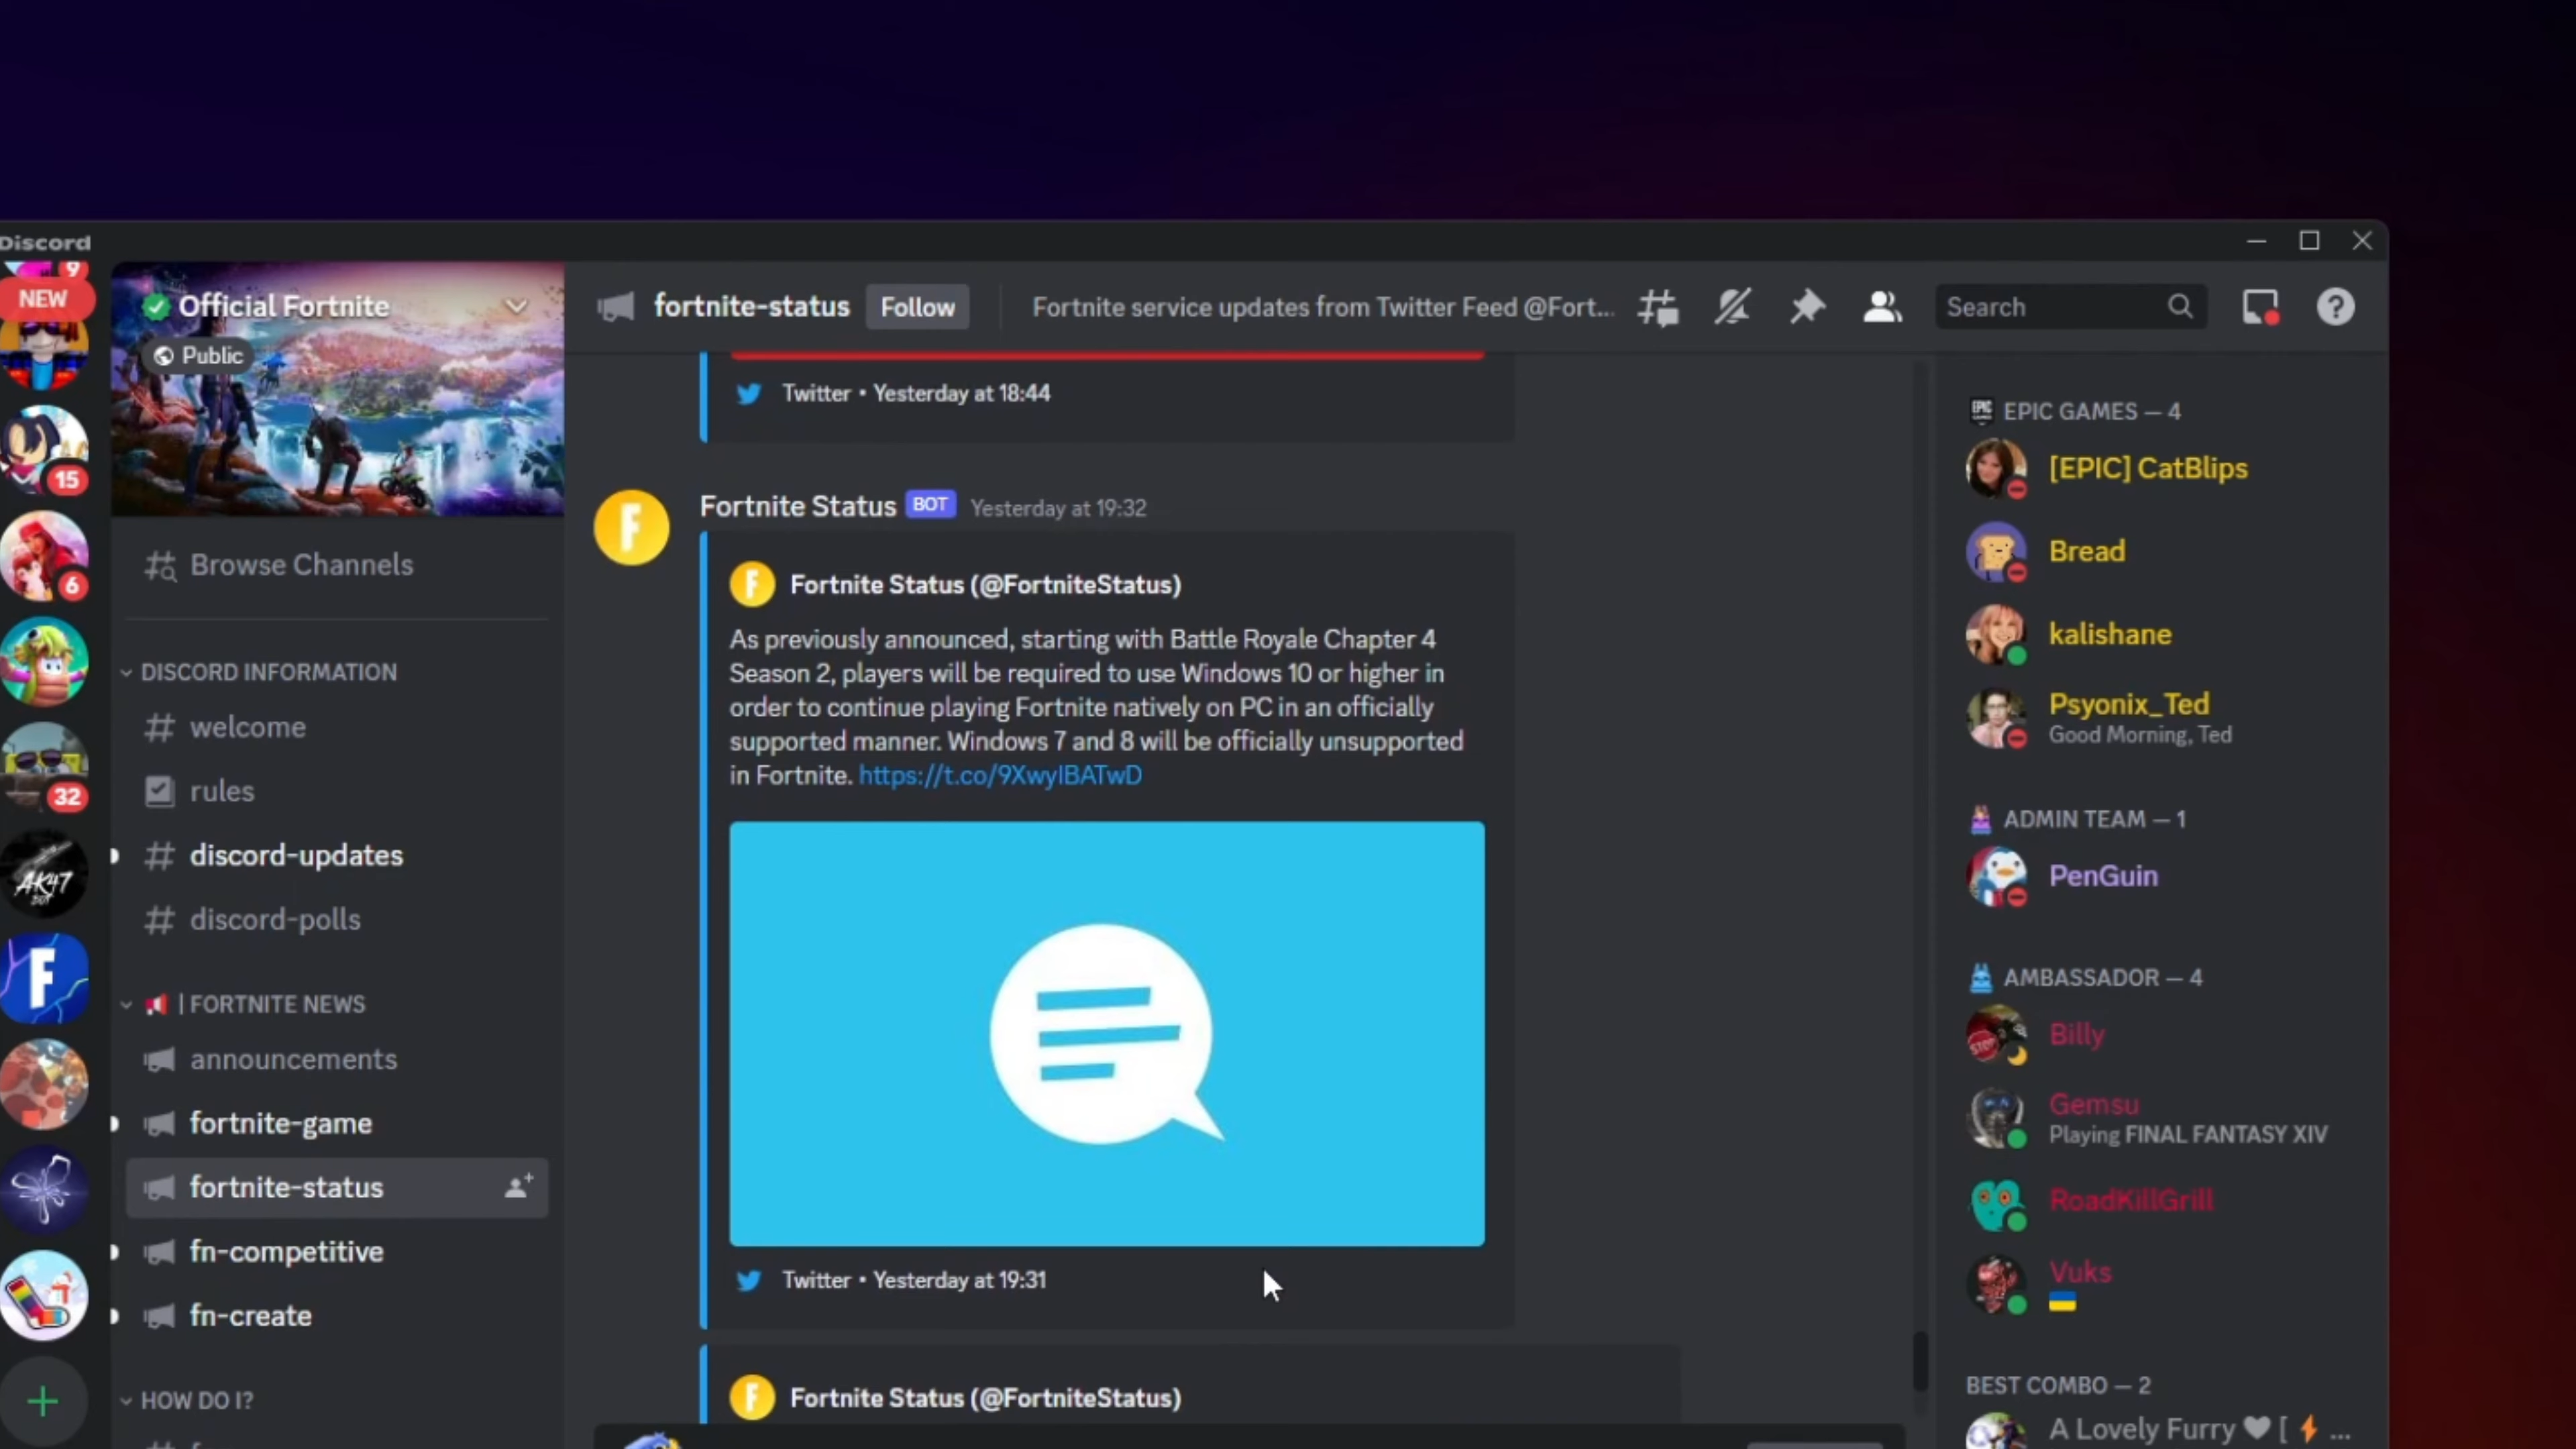 Discord
9
NEW
15
6
32
AK47
BOT
F
Official Fortnite
Public
Browse Channels
DISCORD INFORMATION
welcome
rules
discord-updates
discord-polls
| FORTNITE NEWS
announcements
fortnite-game
fortnite-status
fn-competitive
fn-create
HOW DO I?
fortnite-status
Follow
Fortnite service updates from Twitter Feed @Fort...
Search
Twitter • Yesterday at 18:44
Fortnite Status BOT Yesterday at 19:32
Fortnite Status (@FortniteStatus)
As previously announced, starting with Battle Royale Chapter 4
Season 2, players will be required to use Windows 10 or higher in
order to continue playing Fortnite natively on PC in an officially
supported manner. Windows 7 and 8 will be officially unsupported
in Fortnite. https://t.co/9XwyIBATwD
Twitter • Yesterday at 19:31
Fortnite Status (@FortniteStatus)
EPIC GAMES — 4
[EPIC] CatBlips
Bread
kalishane
Psyonix_Ted
Good Morning, Ted
ADMIN TEAM — 1
PenGuin
AMBASSADOR — 4
Billy
Gemsu
Playing FINAL FANTASY XIV
RoadKillGrill
Vuks
BEST COMBO — 2
A Lovely Furry 🖤 [ ⚡ ...